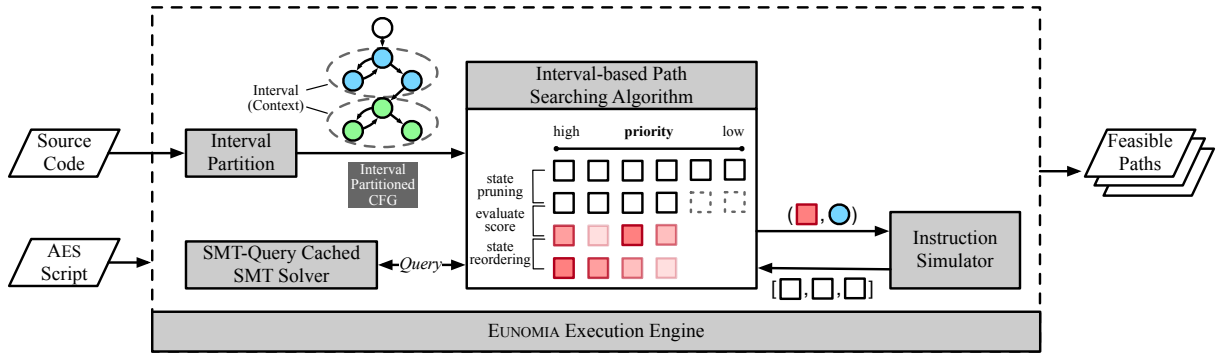 Source
Code
AES
Script
Interval
Partition
Interval
(Context)
Interval
Partitioned
CFG
SMT-Query Cached
SMT Solver
Query
Interval-based Path
Searching Algorithm
high priority low
state
pruning
evaluate
score
state
reordering
( , )
[ , , ]
Instruction
Simulator
Feasible
Paths
EUNOMIA Execution Engine